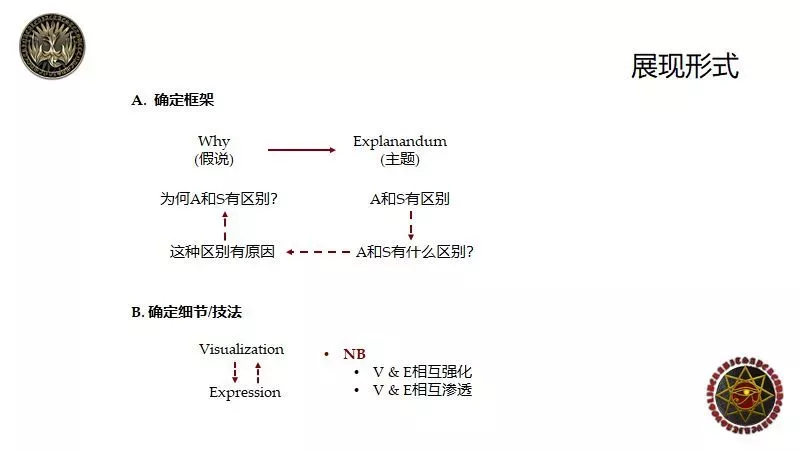 展现形式
A. 确定框架
Why Explanandum
(假说) (主题)
为何A和S有区别? A和S有区别
这种区别有原因 A和S有什么区别?
B. 确定细节/技法
Visualization
Expression
• NB
• V & E相互强化
• V & E相互渗透